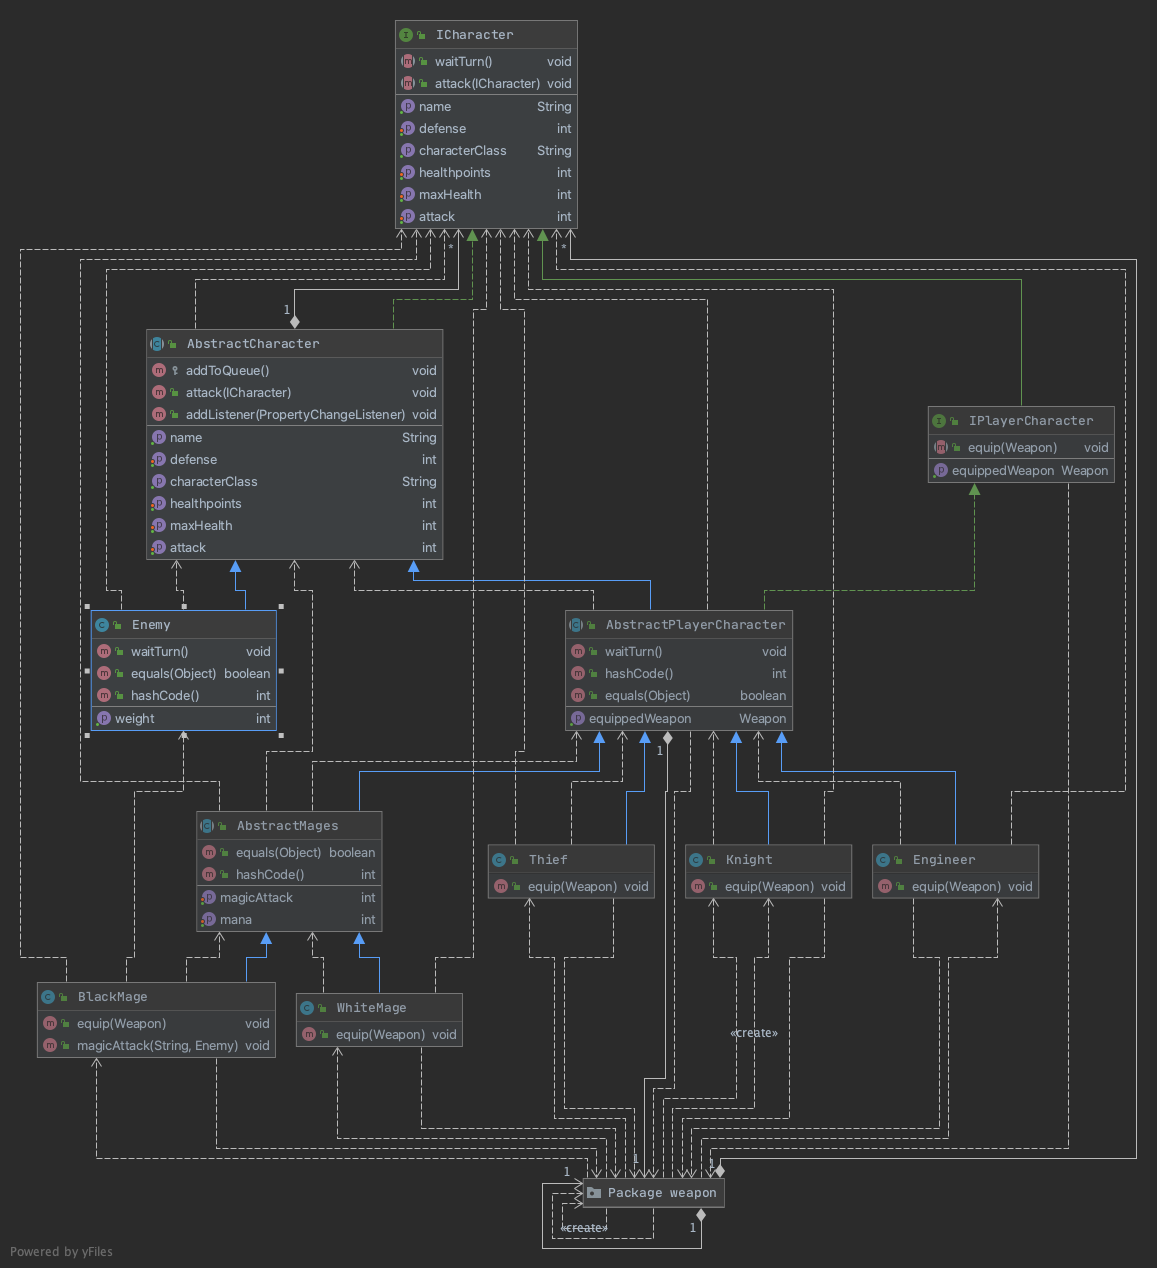 ICharacter
waitTurn() void
attack(ICharacter) void
name String
defense int
characterClass String
healthpoints int
maxHealth int
attack int
* *
1
AbstractCharacter
addToQueue() void
attack(ICharacter) void
addListener(PropertyChangeListener) void
name String
defense int
characterClass String
healthpoints int
maxHealth int
attack int
IPlayerCharacter
equip(Weapon) void
equippedWeapon Weapon
Enemy
waitTurn() void
equals(Object) boolean
hashCode() int
weight int
AbstractPlayerCharacter
waitTurn() void
hashCode() int
equals(Object) boolean
equippedWeapon Weapon
1
AbstractMages
equals(Object) boolean
hashCode() int
magicAttack int
mana int
Thief
equip(Weapon) void
Knight
equip(Weapon) void
Engineer
equip(Weapon) void
BlackMage
equip(Weapon) void
magicAttack(String, Enemy) void
WhiteMage
equip(Weapon) void
«create»
1 1
1
Package weapon
«create»
1
Powered by yFiles